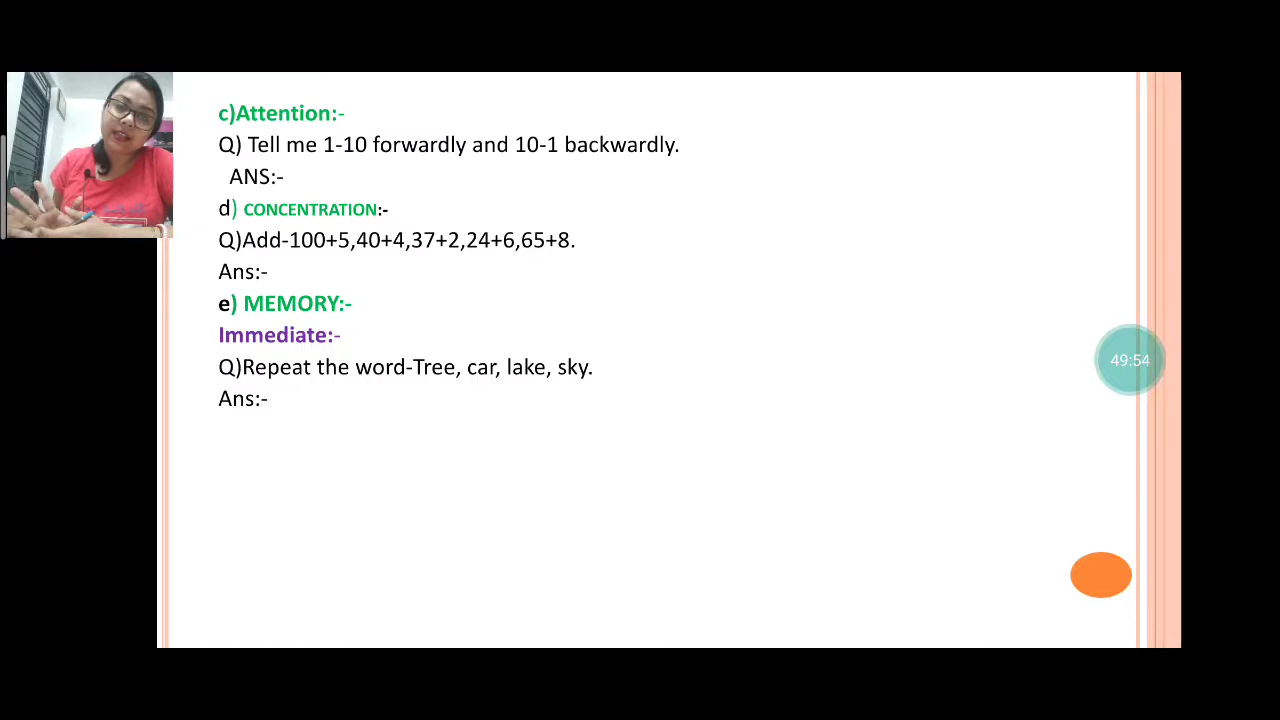 c)Attention:-
Q) Tell me 1-10 forwardly and 10-1 backwardly.
ANS:-
d) CONCENTRATION:-
Q)Add-100+5,40+4,37+2,24+6,65+8.
Ans:-
e) MEMORY:-
Immediate:-
Q)Repeat the word-Tree, car, lake, sky.
Ans:-
49:54